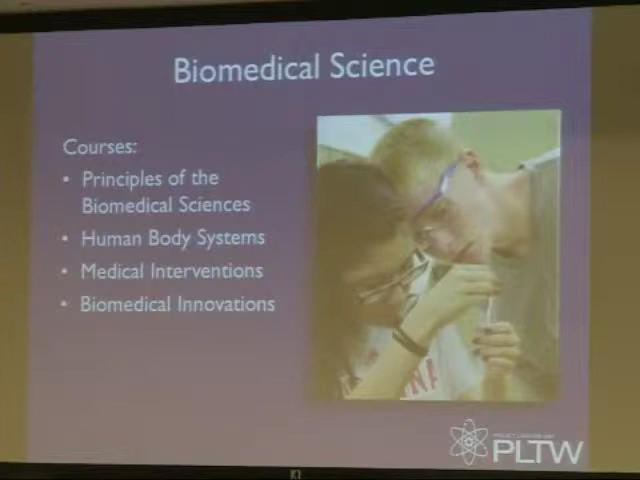 Biomedical Science
Courses:
• Principles of the
Biomedical Sciences
• Human Body Systems
• Medical Interventions
• Biomedical Innovations
PLTW